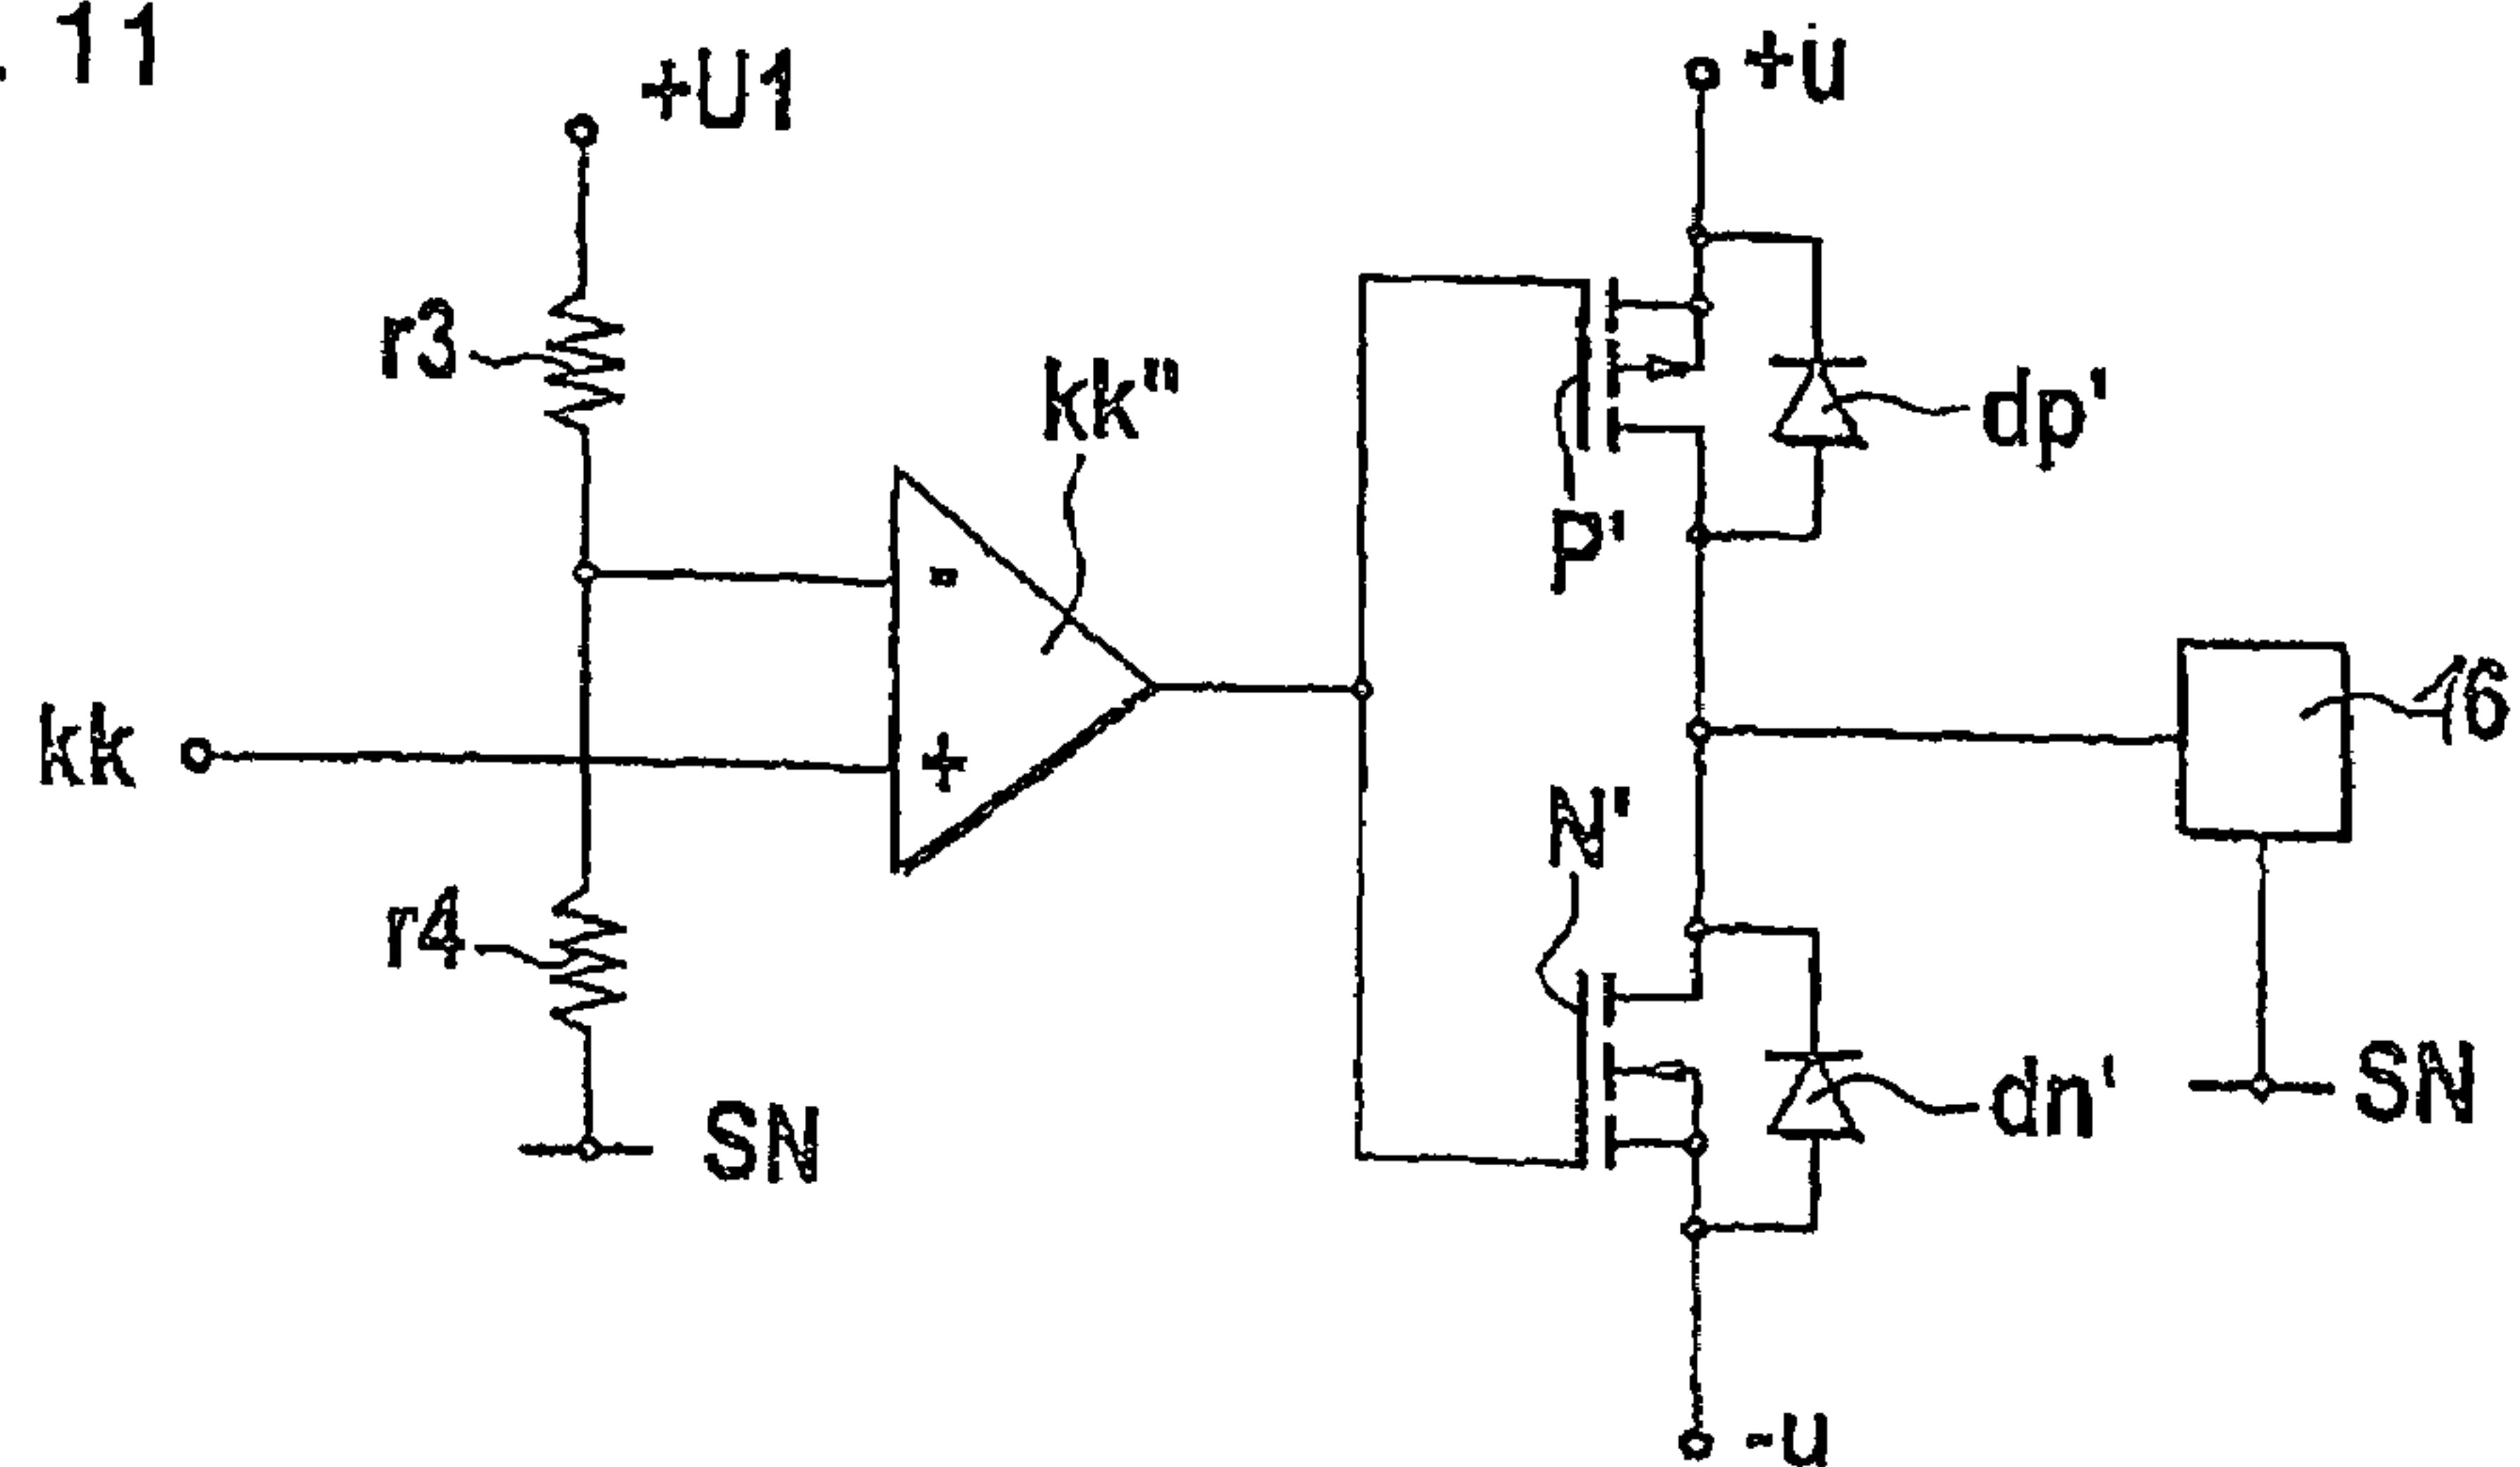 . 11
+U1
+u
r3
kk"
dp'
P'
-
16
kk
+
N'
r4
SN
dn'
SN
-u